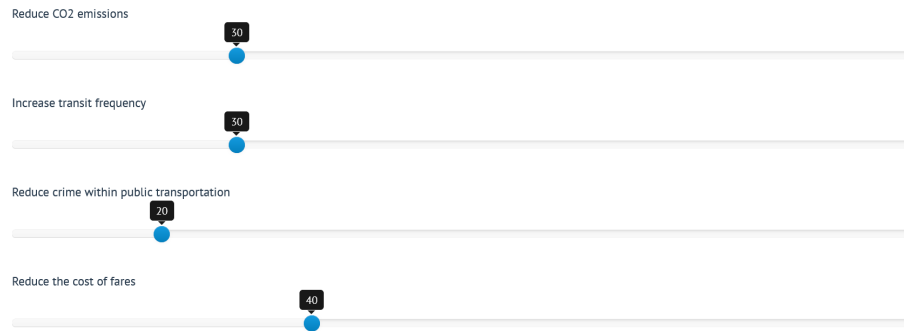 Reduce CO2 emissions
30
Increase transit frequency
30
Reduce crime within public transportation
20
Reduce the cost of fares
40